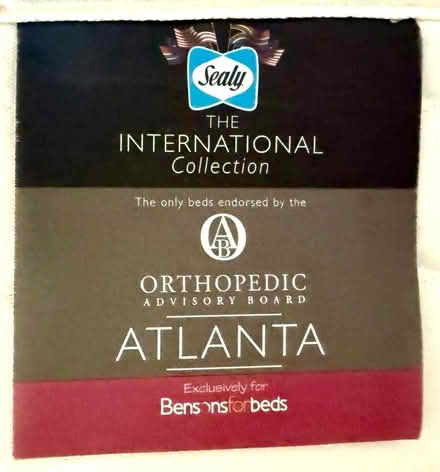 Sealy
THE
INTERNATIONAL
Collection
The only beds endorsed by the
OAB
ORTHOPEDIC
ADVISORY BOARD
ATLANTA
Exclusively for
Bensonsforbeds